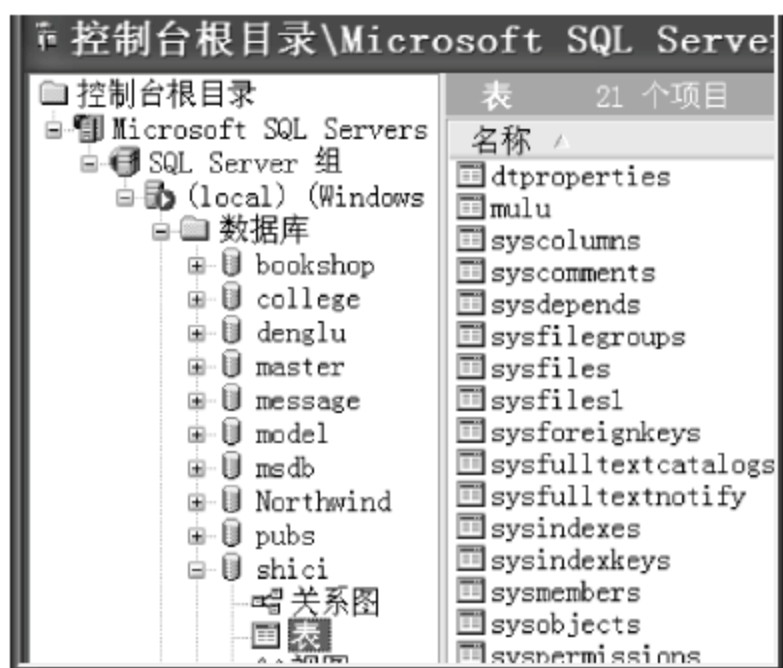 控制台根目录\Microsoft SQL Serve
控制台根目录
Microsoft SQL Servers
SQL Server 组
(local) (Windows
数据库
bookshop
college
denglu
master
message
model
msdb
Northwind
pubs
shici
关系图
表
视图
表 21 个项目
名称
dtproperties
mulu
syscolumns
syscomments
sysdepends
sysfilegroups
sysfiles
sysfiles1
sysforeignkeys
sysfulltextcatalogs
sysfulltextnotify
sysindexes
sysindexkeys
sysmembers
sysobjects
syspermissions